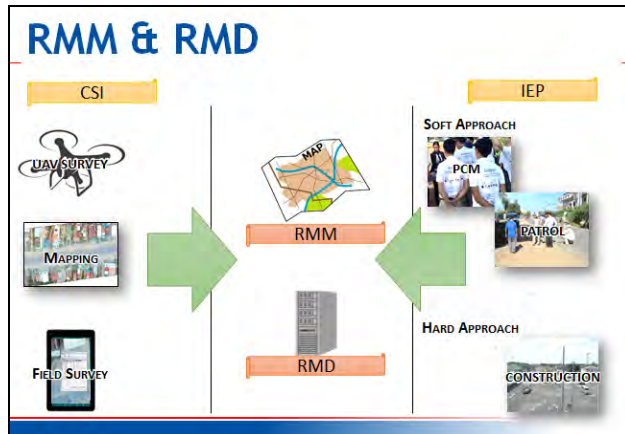 RMM & RMD
CSI
IEP
UAV SURVEY
MAPPING
FIELD SURVEY
MAP
RMM
RMD
SOFT APPROACH
PCM
PATROL
HARD APPROACH
CONSTRUCTION